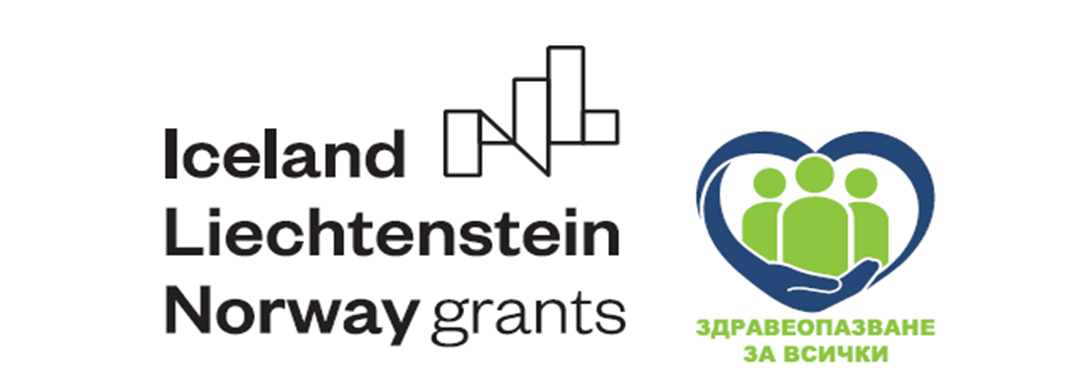 Iceland
Liechtenstein
Norway grants
ЗДРАВЕОПАЗВАНЕ
ЗА ВСИЧКИ